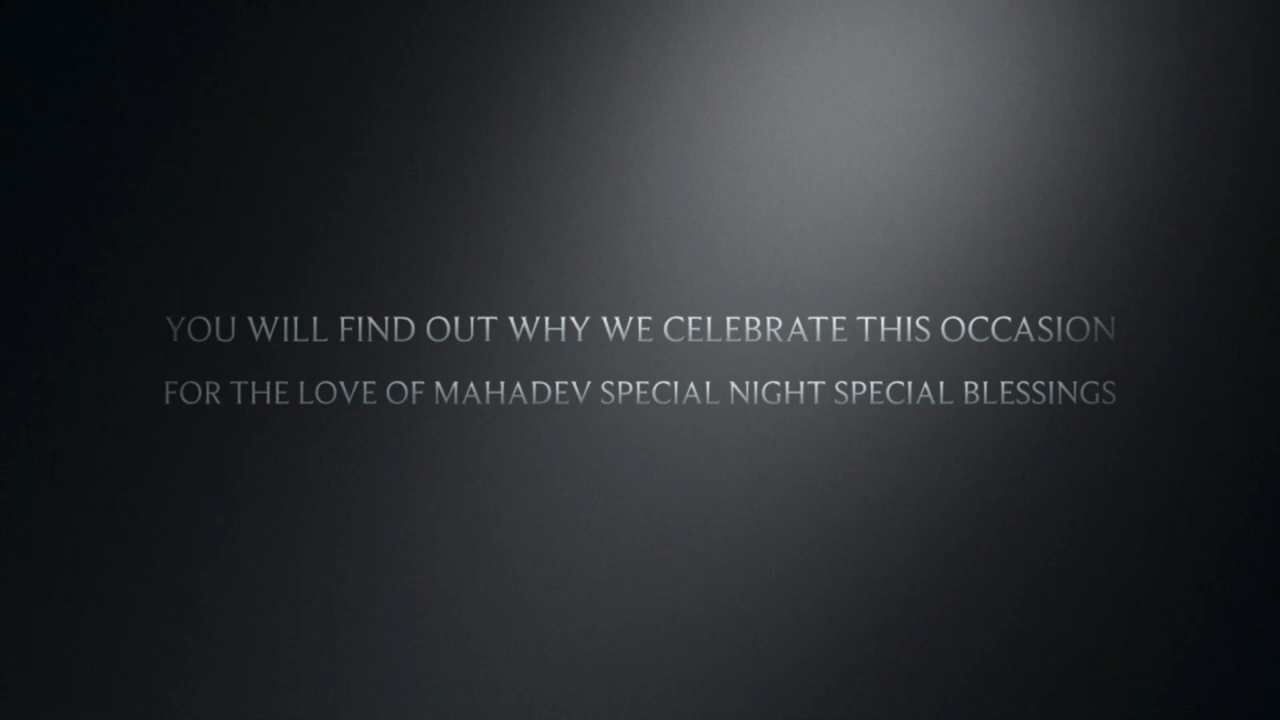 YOU WILL FIND OUT WHY WE CELEBRATE THIS OCCASION
FOR THE LOVE OF MAHADEV SPECIAL NIGHT SPECIAL BLESSINGS